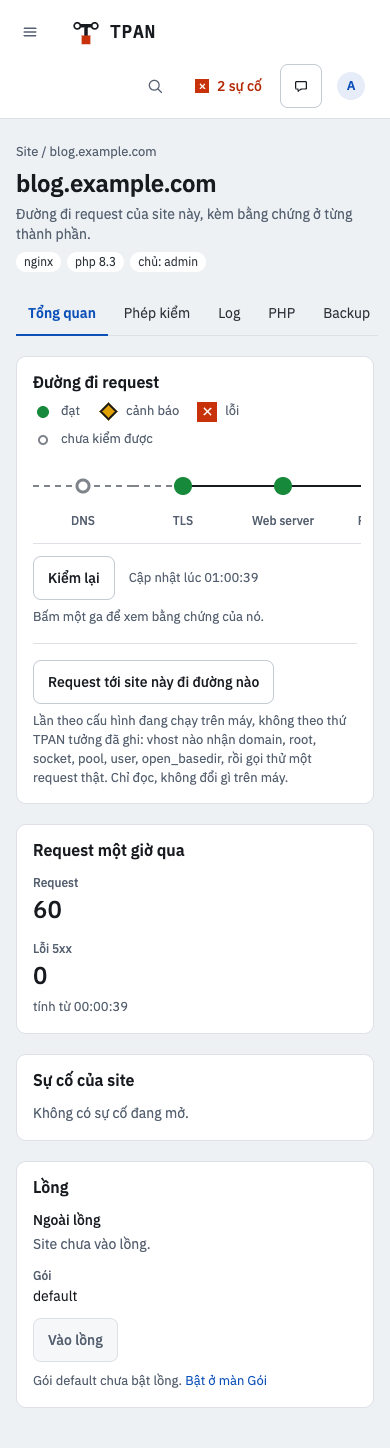 TPAN
2 sự cố
A
Site / blog.example.com
blog.example.com
Đường đi request của site này, kèm bằng chứng ở từng
thành phần.
nginx php 8.3 chủ: admin
Tổng quan Phép kiểm Log PHP Backup
Đường đi request
đạt cảnh báo lỗi
chưa kiểm được
DNS TLS Web server
Kiểm lại Cập nhật lúc 01:00:39
Bấm một ga để xem bằng chứng của nó.
Request tới site này đi đường nào
Lần theo cấu hình đang chạy trên máy, không theo thứ
TPAN tưởng đã ghi: vhost nào nhận domain, root,
socket, pool, user, open_basedir, rồi gọi thử một
request thật. Chỉ đọc, không đổi gì trên máy.
Request một giờ qua
Request
60
Lỗi 5xx
0
tính từ 00:00:39
Sự cố của site
Không có sự cố đang mở.
Lồng
Ngoài lồng
Site chưa vào lồng.
Gói
default
Vào lồng
Gói default chưa bật lồng. Bật ở màn Gói